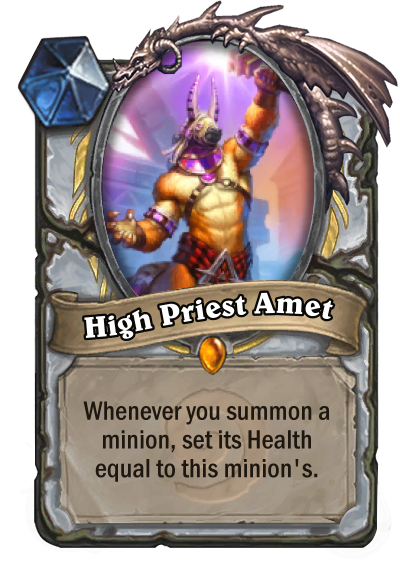 High Priest Amet
Whenever you summon a
minion, set its Health
equal to this minion's.